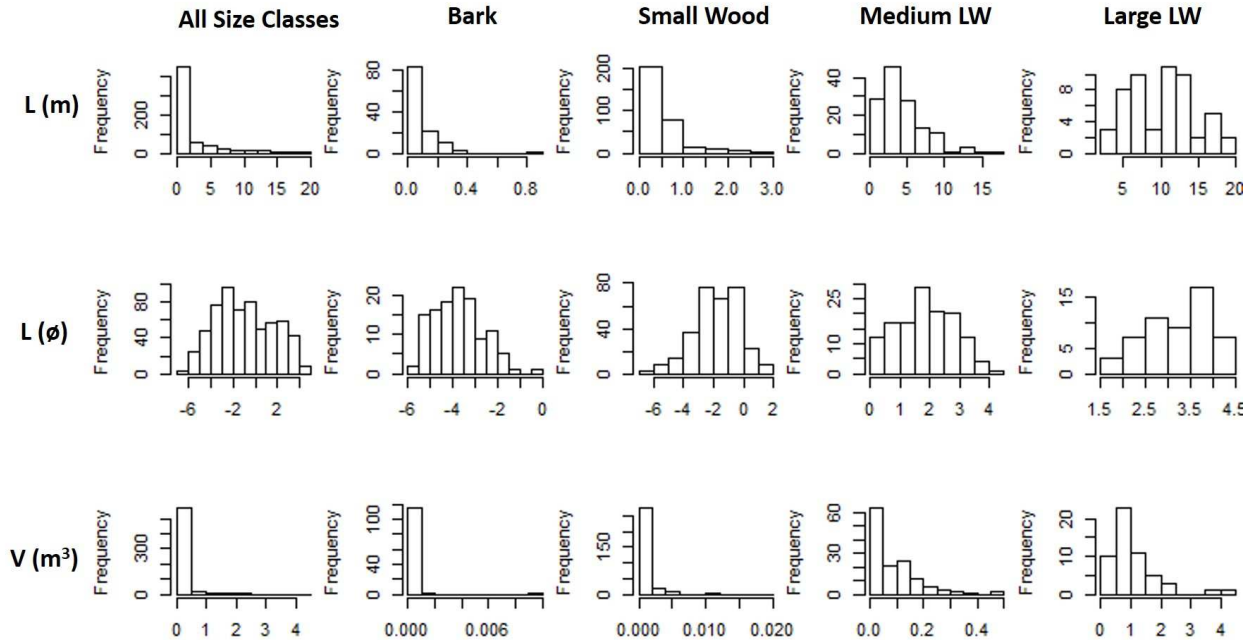 All Size Classes Bark Small Wood Medium LW Large LW
L (m)
Frequency 0 200
0 5 10 15 20
Frequency 0 40 80
0.0 0.4 0.8
Frequency 0 100 200
0.0 1.0 2.0 3.0
Frequency 0 20 40
0 5 10 15
Frequency 0 4 8
5 10 15 20
L (ø)
Frequency 0 40 80
-6 -2 2
Frequency 0 10 20
-6 -4 -2 0
Frequency 0 40 80
-6 -4 -2 0 2
Frequency 0 10 25
0 1 2 3 4
Frequency 0 5 15
1.5 2.5 3.5 4.5
V (m³)
Frequency 0 300
0 1 2 3 4
Frequency 0 40 100
0.000 0.006
Frequency 0 150
0.000 0.010 0.020
Frequency 0 30 60
0.0 0.2 0.4
Frequency 0 10 20
0 1 2 3 4